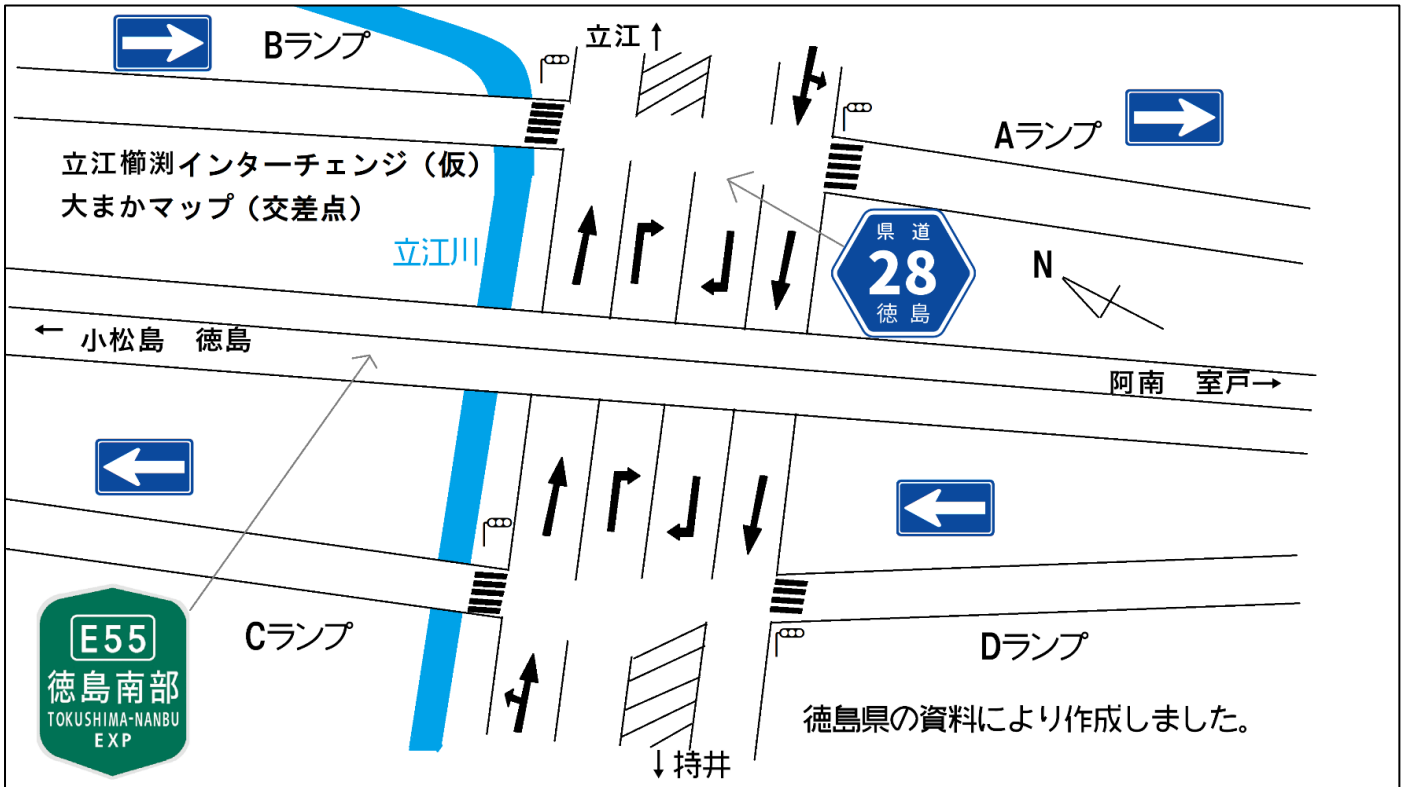 立江↑
Bランプ
Aランプ
立江櫛渕インターチェンジ（仮）
大まかマップ（交差点）
立江川
県道
28
徳島
N
← 小松島 徳島
阿南 室戸→
E55
徳島南部
TOKUSHIMA-NANBU
EXP
Cランプ
Dランプ
徳島県の資料により作成しました。
↓持井